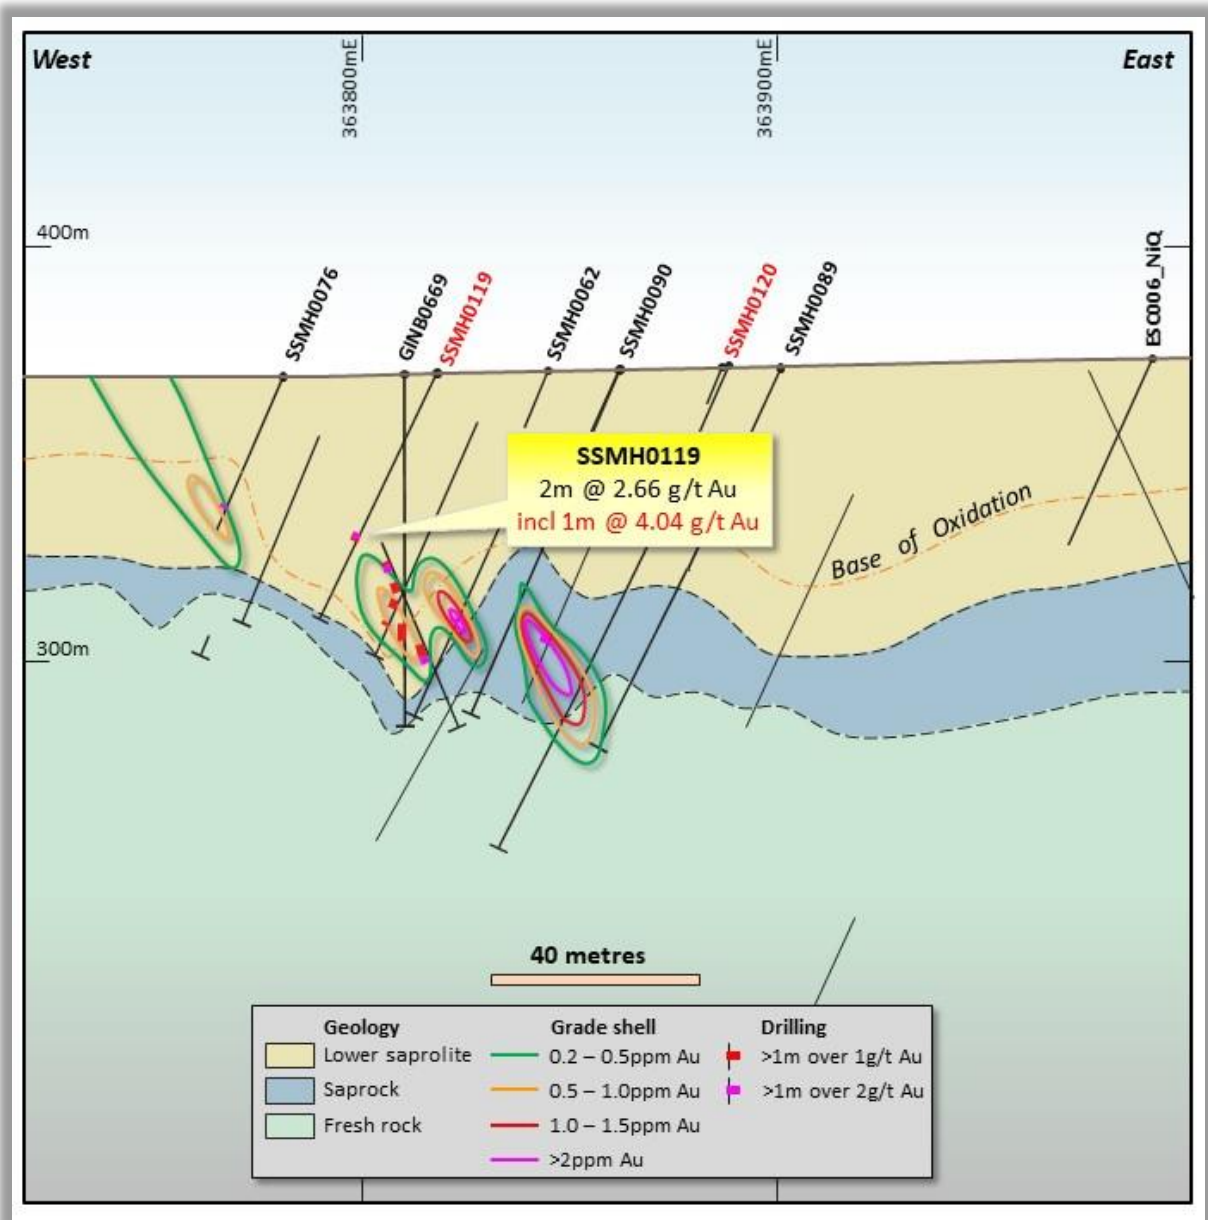 West
363800mE
363900mE
East
400m
SSMH0076
GINB0669
SSMH0119
SSMH0062
SSMH0090
SSMH0120
SSMH0089
ESC006_NiQ
SSMH0119
2m @ 2.66 g/t Au
incl 1m @ 4.04 g/t Au
Base of Oxidation
300m
40 metres
Geology
Lower saprolite
Saprock
Fresh rock
Grade shell
0.2 – 0.5ppm Au
0.5 – 1.0ppm Au
1.0 – 1.5ppm Au
>2ppm Au
Drilling
>1m over 1g/t Au
>1m over 2g/t Au